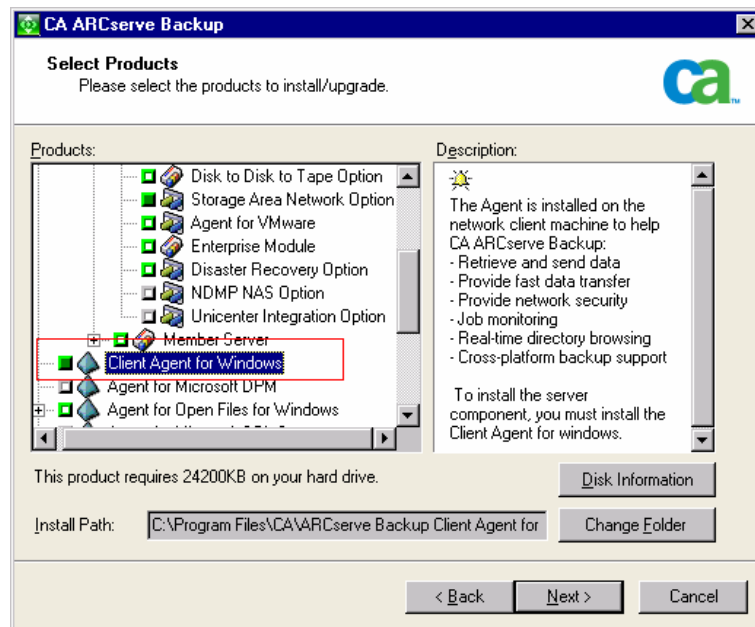 CA ARCserve Backup
Select Products
Please select the products to install/upgrade.
ca
TM
Products:
Disk to Disk to Tape Option
Storage Area Network Option
Agent for VMware
Enterprise Module
Disaster Recovery Option
NDMP NAS Option
Unicenter Integration Option
Member Server
Client Agent for Windows
Agent for Microsoft DPM
Agent for Open Files for Windows
Description:
The Agent is installed on the
network client machine to help
CA ARCserve Backup:
- Retrieve and send data
- Provide fast data transfer
- Provide network security
- Job monitoring
- Real-time directory browsing
- Cross-platform backup support
To install the server
component, you must install the
Client Agent for windows.
This product requires 24200KB on your hard drive.
Disk Information
Install Path:
C:\Program Files\CA\ARCserve Backup Client Agent for
Change Folder
< Back
Next >
Cancel